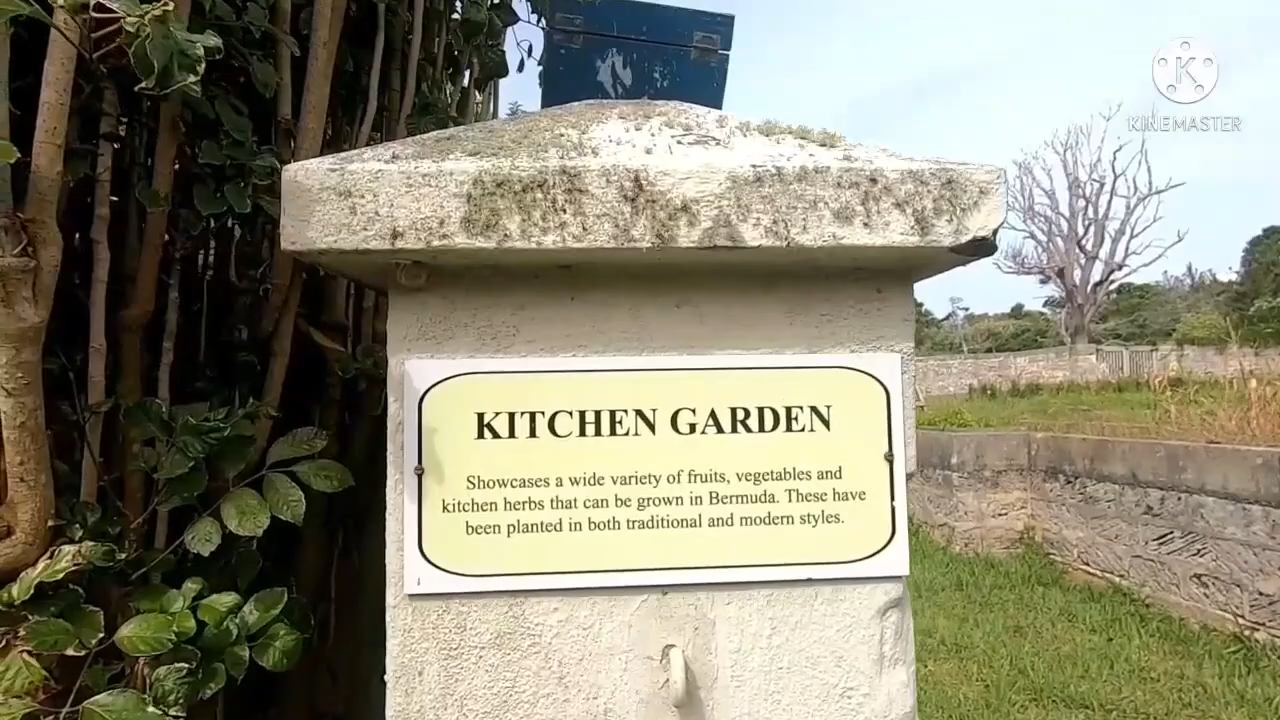 K
KINEMASTER
KITCHEN GARDEN
Showcases a wide variety of fruits, vegetables and
kitchen herbs that can be grown in Bermuda. These have
been planted in both traditional and modern styles.